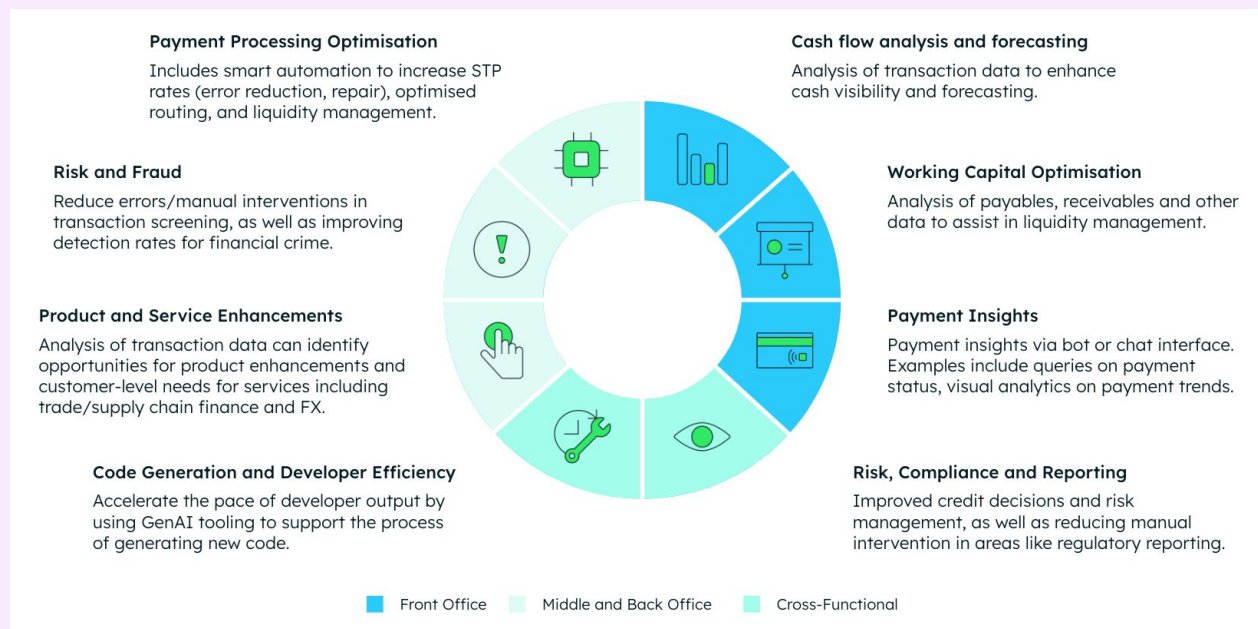 Payment Processing Optimisation
Includes smart automation to increase STP
rates (error reduction, repair), optimised
routing, and liquidity management.
Cash flow analysis and forecasting
Analysis of transaction data to enhance
cash visibility and forecasting.
Risk and Fraud
Reduce errors/manual interventions in
transaction screening, as well as improving
detection rates for financial crime.
Working Capital Optimisation
Analysis of payables, receivables and other
data to assist in liquidity management.
Product and Service Enhancements
Analysis of transaction data can identify
opportunities for product enhancements and
customer-level needs for services including
trade/supply chain finance and FX.
Payment Insights
Payment insights via bot or chat interface.
Examples include queries on payment
status, visual analytics on payment trends.
Code Generation and Developer Efficiency
Accelerate the pace of developer output by
using GenAI tooling to support the process
of generating new code.
Risk, Compliance and Reporting
Improved credit decisions and risk
management, as well as reducing manual
intervention in areas like regulatory reporting.
Front Office
Middle and Back Office
Cross-Functional